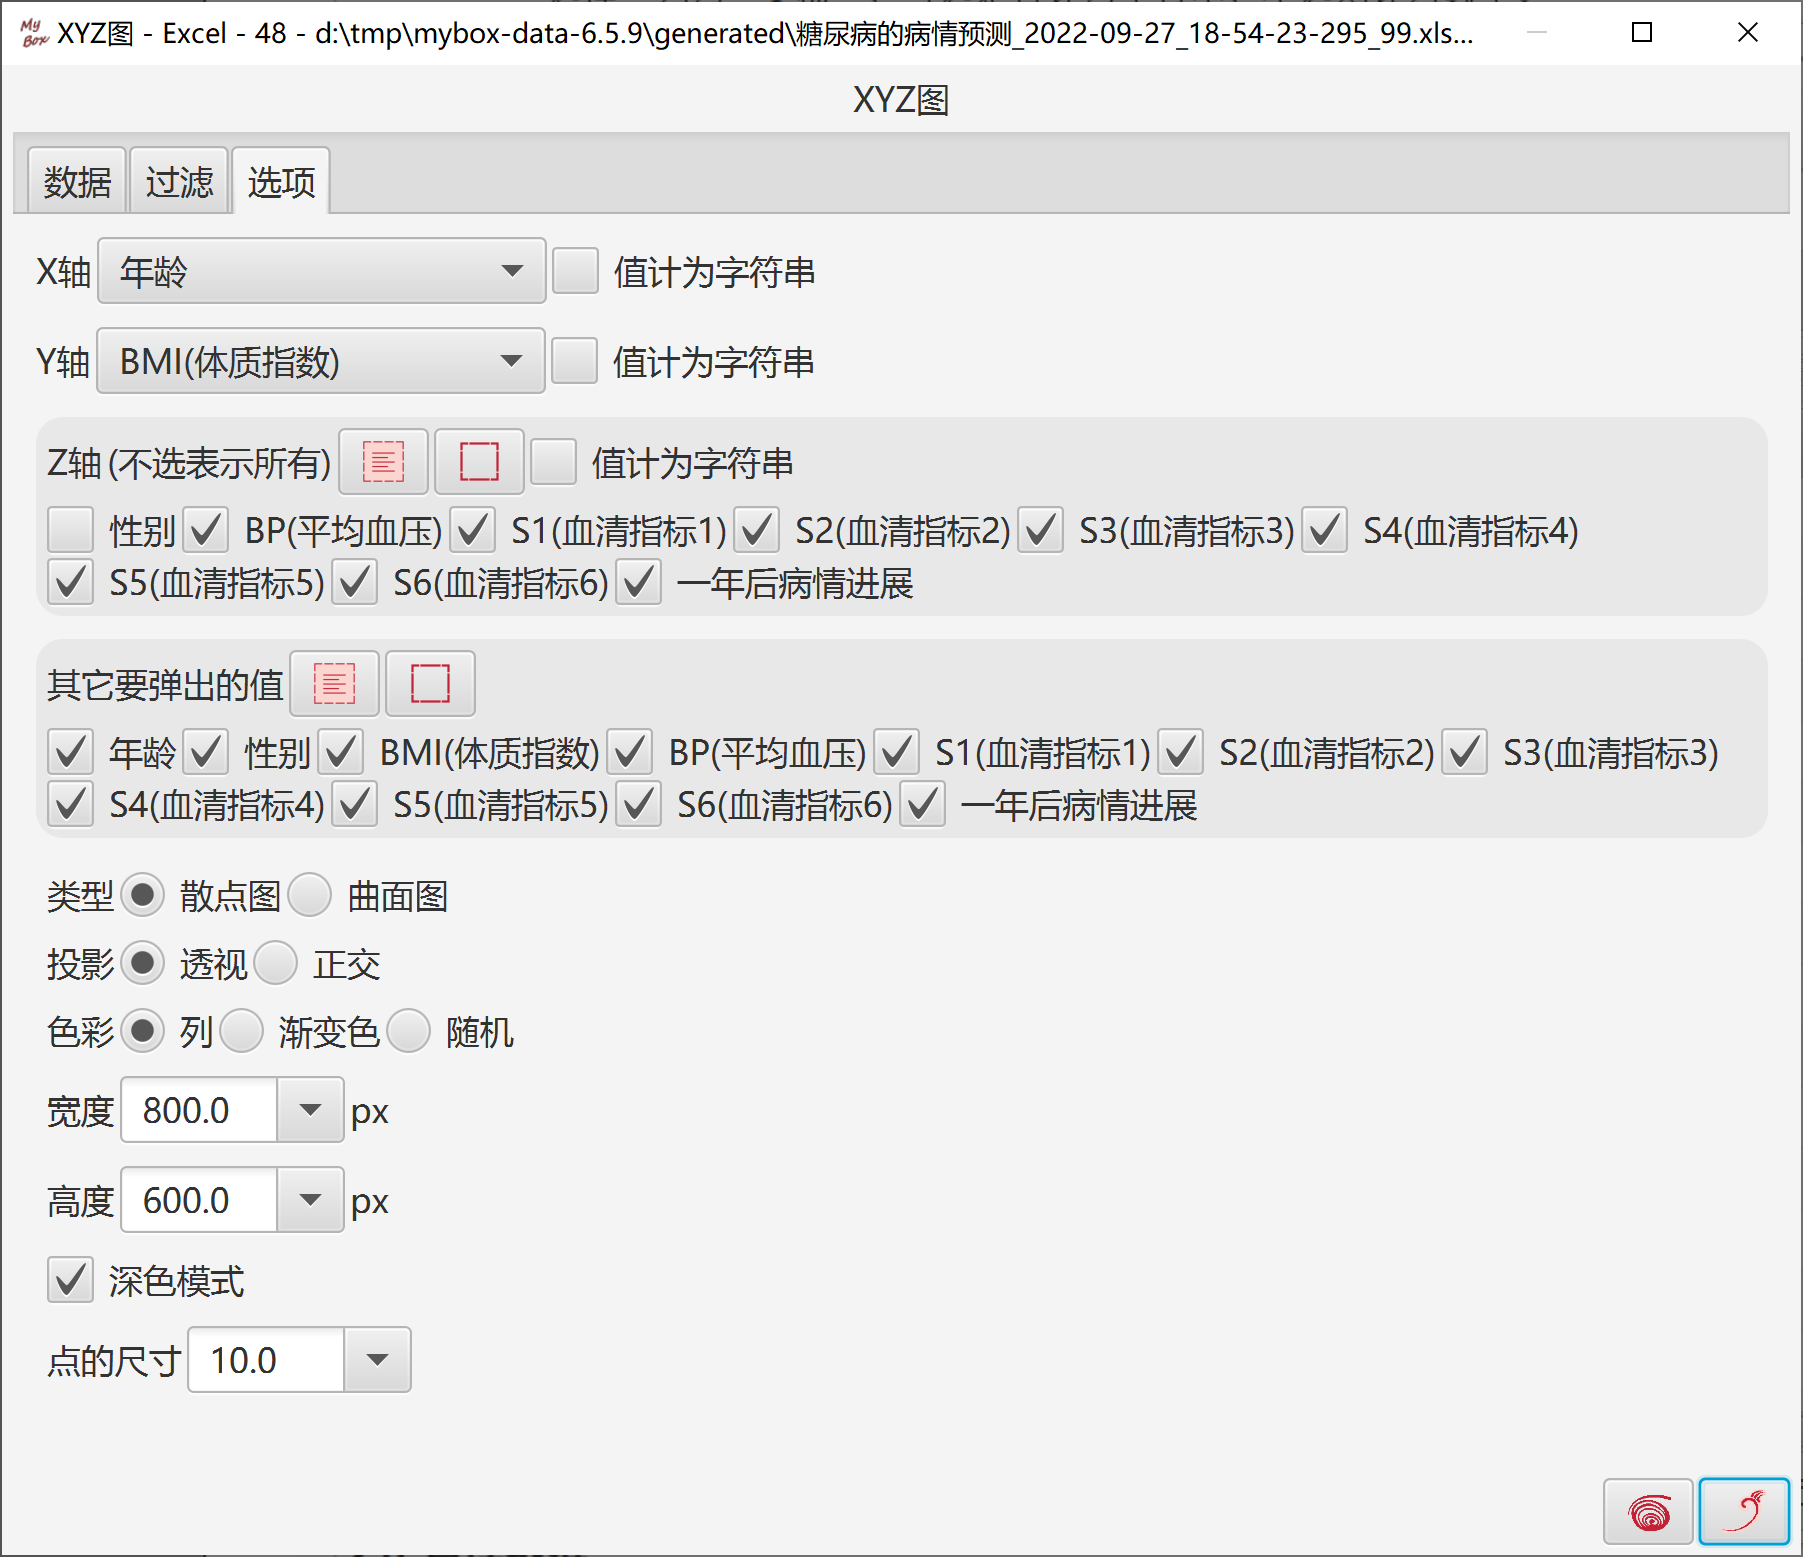 My Box XYZ图 - Excel - 48 - d:\tmp\mybox-data-6.5.9\generated\糖尿病的病情预测_2022-09-27_18-54-23-295_99.xls...
XYZ图
数据 过滤 选项
X轴 年龄 值计为字符串
Y轴 BMI(体质指数) 值计为字符串
Z轴 (不选表示所有) 值计为字符串
性别 BP(平均血压) S1(血清指标1) S2(血清指标2) S3(血清指标3) S4(血清指标4)
S5(血清指标5) S6(血清指标6) 一年后病情进展
其它要弹出的值
年龄 性别 BMI(体质指数) BP(平均血压) S1(血清指标1) S2(血清指标2) S3(血清指标3)
S4(血清指标4) S5(血清指标5) S6(血清指标6) 一年后病情进展
类型 散点图 曲面图
投影 透视 正交
色彩 列 渐变色 随机
宽度 800.0 px
高度 600.0 px
深色模式
点的尺寸 10.0